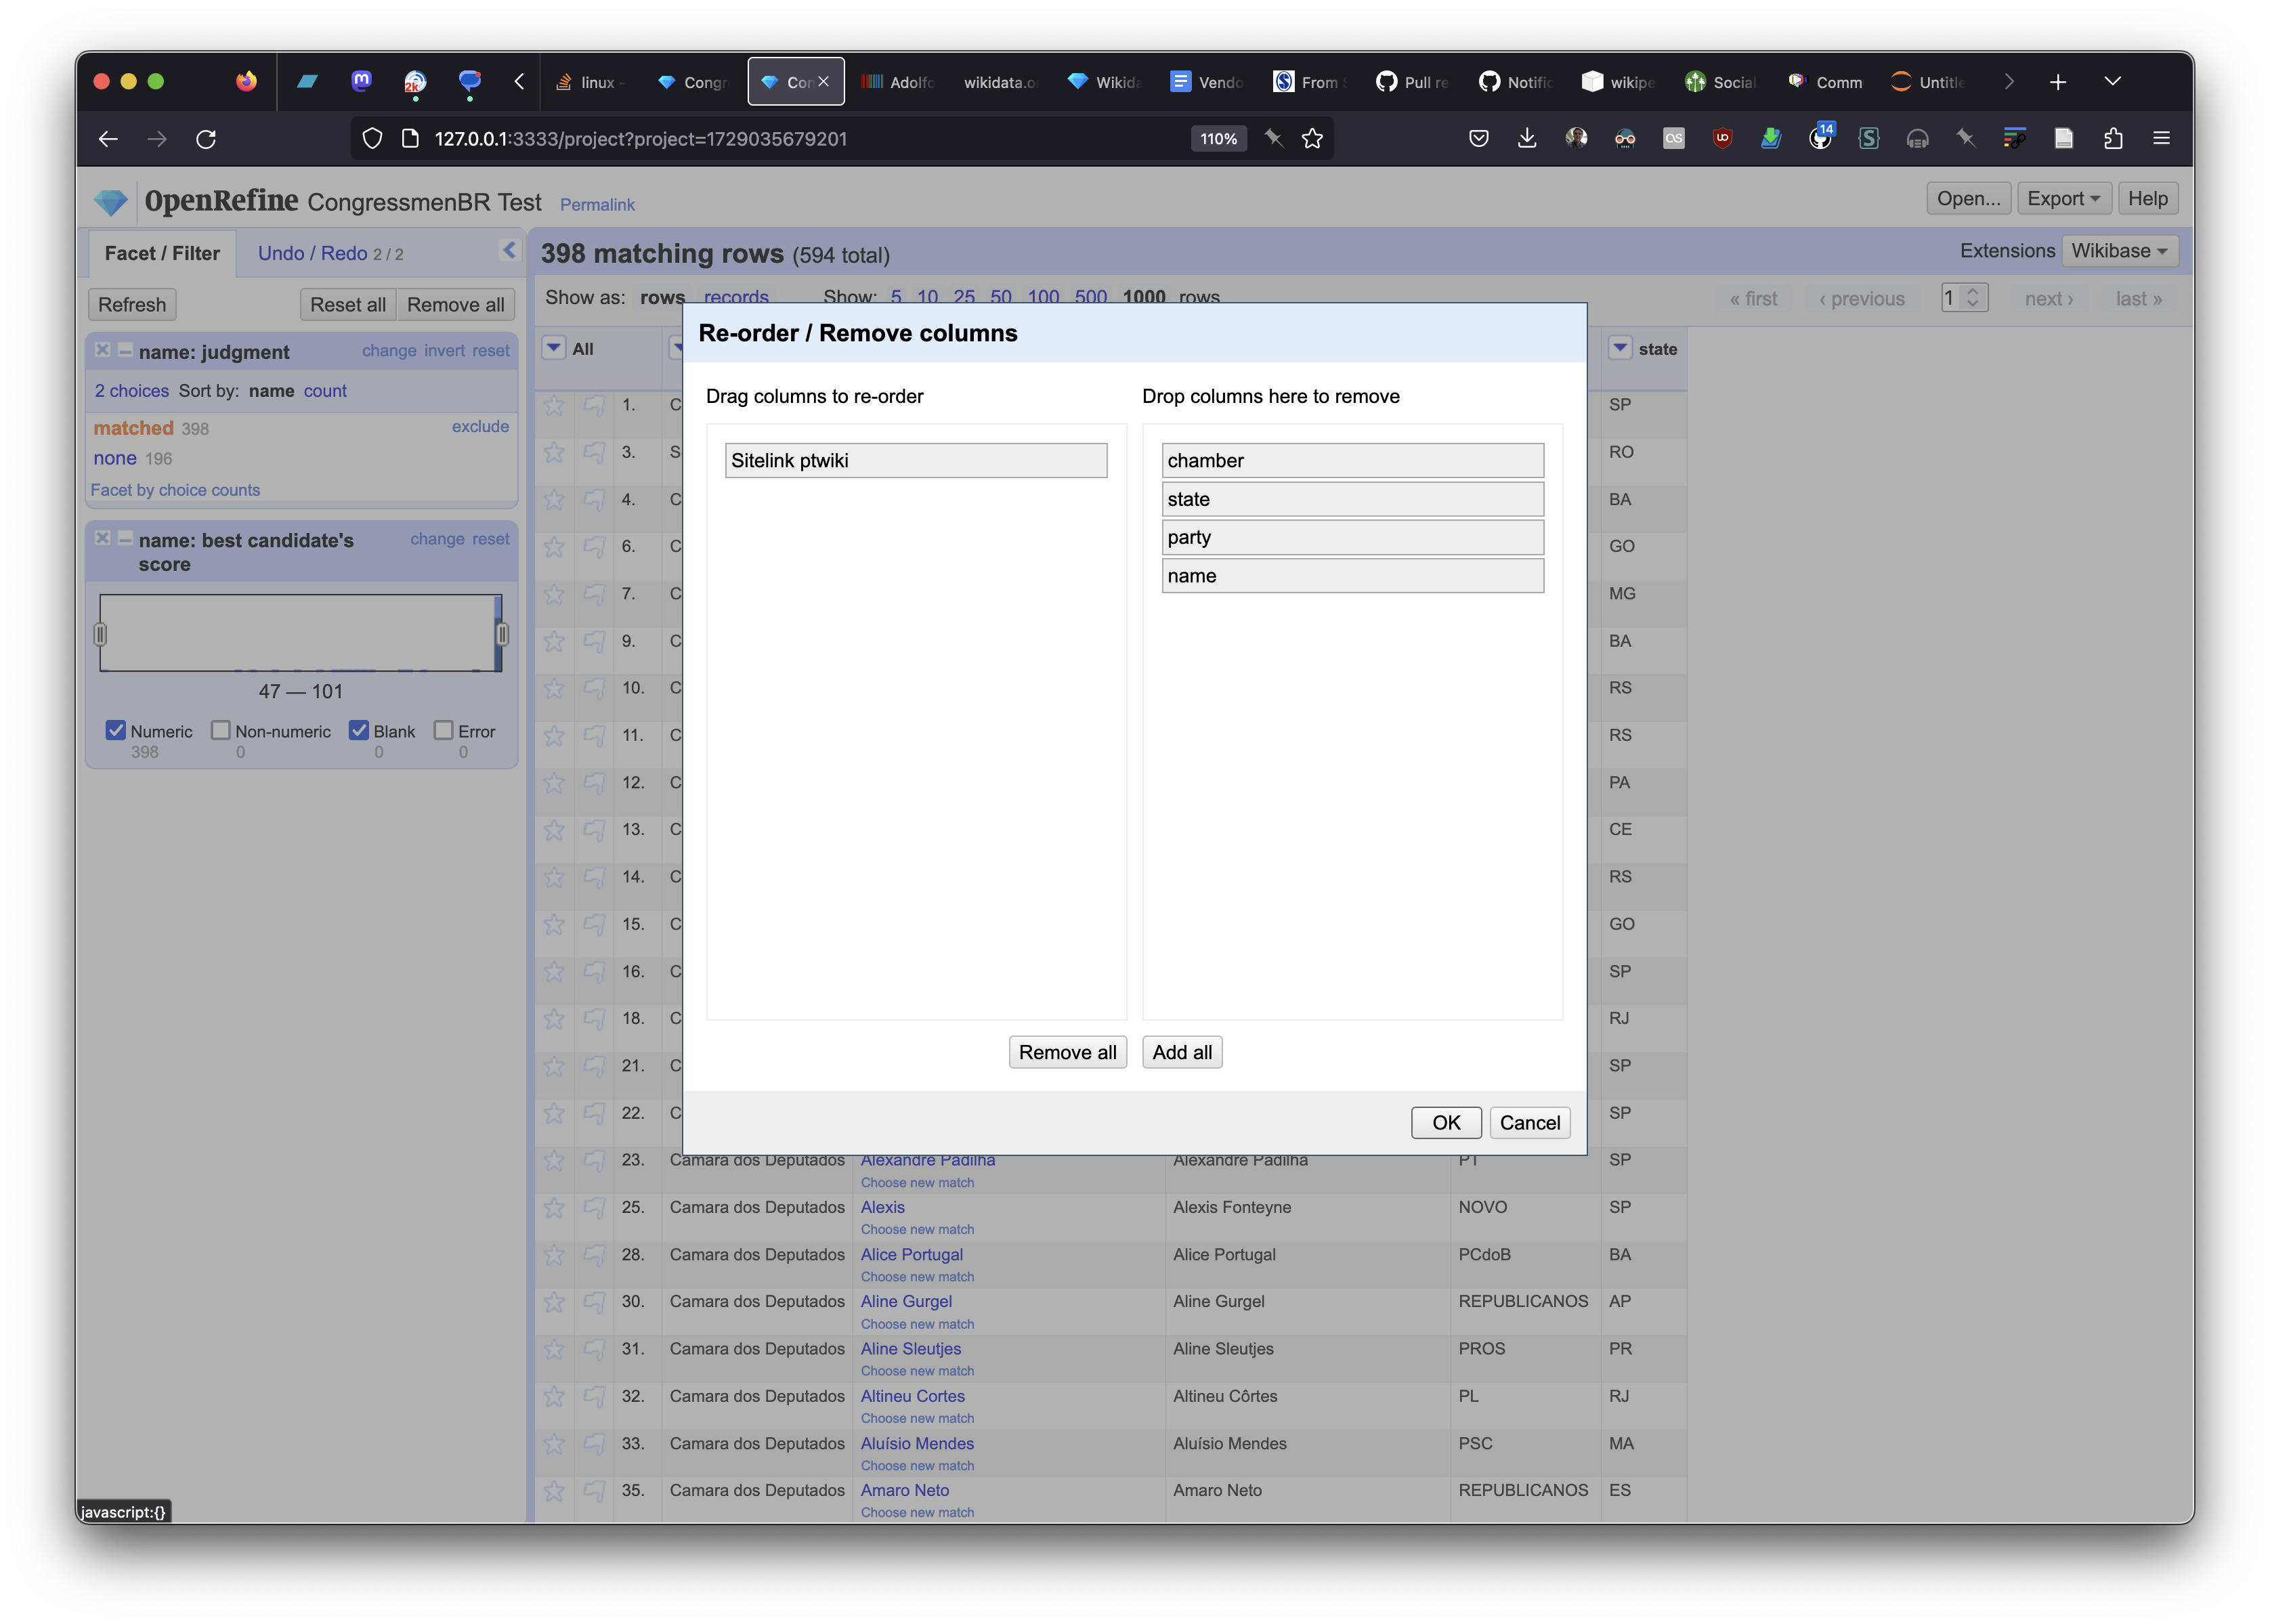 linux -
Congr
Con
Adolfo
wikidata.o
Wikida
Vendo
From
Pull re
Notific
wikipe
Social
Comm
Untitle
127.0.0.1:3333/project?project=1729035679201
110%
14
OpenRefine CongressmenBR Test Permalink
Open... Export Help
Facet / Filter Undo / Redo 2 / 2
398 matching rows (594 total)
Extensions Wikibase
Refresh Reset all Remove all
Show as: rows records Show: 5 10 25 50 100 500 1000 rows
« first ‹ previous 1 next › last »
name: judgment change invert reset
2 choices Sort by: name count
matched 398 exclude
none 196
Facet by choice counts
name: best candidate's score change reset
47 — 101
Numeric Non-numeric Blank Error
398 0 0 0
Re-order / Remove columns
Drag columns to re-order
Drop columns here to remove
Sitelink ptwiki
chamber
state
party
name
Remove all Add all
OK Cancel
All state
1. C SP
3. S RO
4. C BA
6. C GO
7. C MG
9. C BA
10. C RS
11. C RS
12. C PA
13. C CE
14. C RS
15. C GO
16. C SP
18. C RJ
21. C SP
22. C SP
23. Camara dos Deputados Alexandre Padilha Alexandre Padilha PT SP
Choose new match
25. Camara dos Deputados Alexis Alexis Fonteyne NOVO SP
Choose new match
28. Camara dos Deputados Alice Portugal Alice Portugal PCdoB BA
Choose new match
30. Camara dos Deputados Aline Gurgel Aline Gurgel REPUBLICANOS AP
Choose new match
31. Camara dos Deputados Aline Sleutjes Aline Sleutjes PROS PR
Choose new match
32. Camara dos Deputados Altineu Cortes Altineu Côrtes PL RJ
Choose new match
33. Camara dos Deputados Aluísio Mendes Aluísio Mendes PSC MA
Choose new match
35. Camara dos Deputados Amaro Neto Amaro Neto REPUBLICANOS ES
Choose new match
javascript:{}